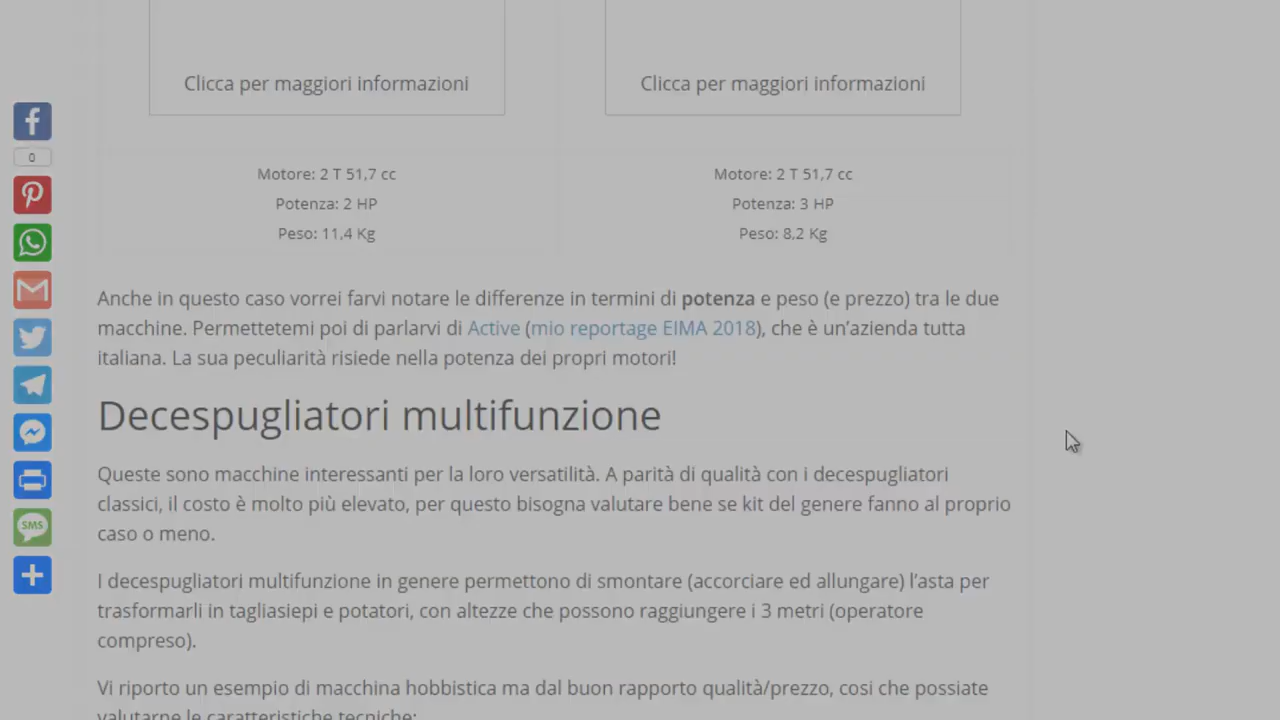 Clicca per maggiori informazioni
Clicca per maggiori informazioni
0
Motore: 2 T 51,7 cc
Potenza: 2 HP
Peso: 11,4 Kg
Motore: 2 T 51,7 cc
Potenza: 3 HP
Peso: 8,2 Kg
Anche in questo caso vorrei farvi notare le differenze in termini di potenza e peso (e prezzo) tra le due
macchine. Permettetemi poi di parlarvi di Active (mio reportage EIMA 2018), che è un’azienda tutta
italiana. La sua peculiarità risiede nella potenza dei propri motori!
Decespugliatori multifunzione
Queste sono macchine interessanti per la loro versatilità. A parità di qualità con i decespugliatori
classici, il costo è molto più elevato, per questo bisogna valutare bene se kit del genere fanno al proprio
caso o meno.
SMS
I decespugliatori multifunzione in genere permettono di smontare (accorciare ed allungare) l’asta per
trasformarli in tagliasiepi e potatori, con altezze che possono raggiungere i 3 metri (operatore
compreso).
Vi riporto un esempio di macchina hobbistica ma dal buon rapporto qualità/prezzo, cosi che possiate
valutarne le caratteristiche tecniche: